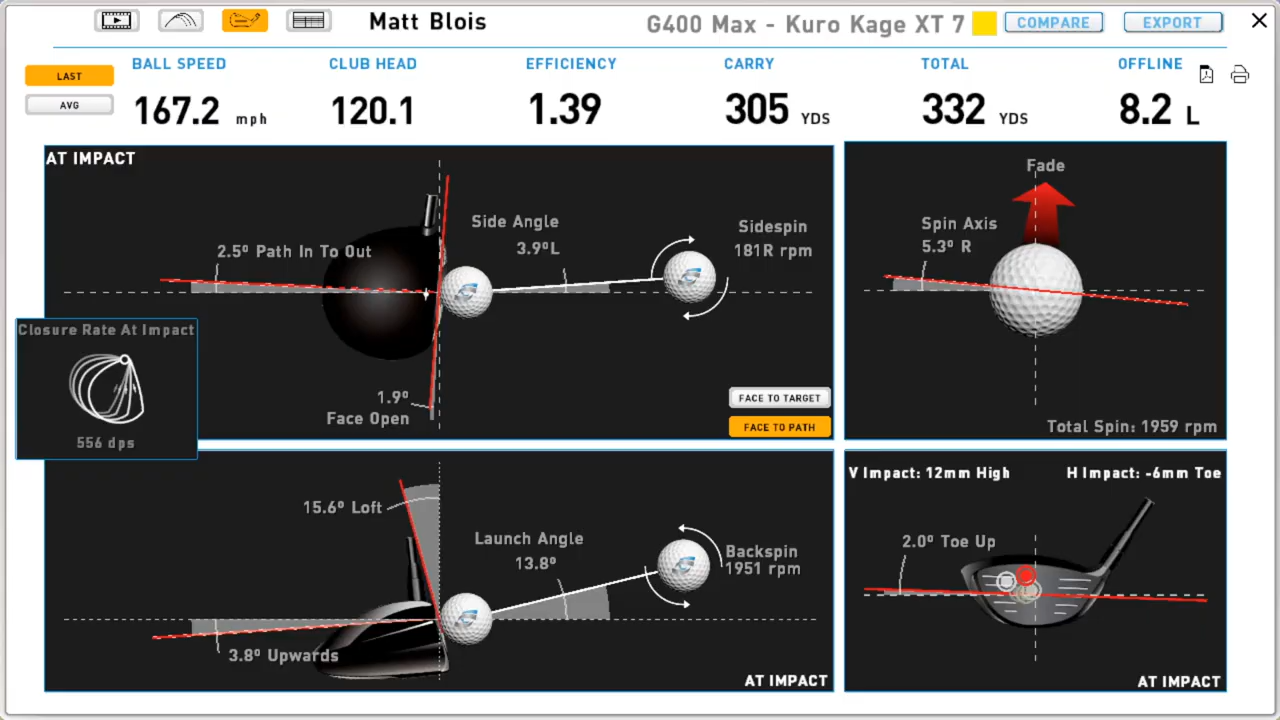 Matt Blois
G400 Max - Kuro Kage XT 7
COMPARE
EXPORT
LAST
AVG
BALL SPEED
167.2 mph
CLUB HEAD
120.1
EFFICIENCY
1.39
CARRY
305 YDS
TOTAL
332 YDS
OFFLINE
8.2 L
AT IMPACT
2.5º Path In To Out
Side Angle
3.9ºL
Sidespin
181R rpm
1.9º
Face Open
FACE TO TARGET
FACE TO PATH
Closure Rate At Impact
556 dps
Fade
Spin Axis
5.3º R
Total Spin: 1959 rpm
15.6º Loft
Launch Angle
13.8º
Backspin
1951 rpm
3.8º Upwards
AT IMPACT
V Impact: 12mm High
H Impact: -6mm Toe
2.0º Toe Up
AT IMPACT